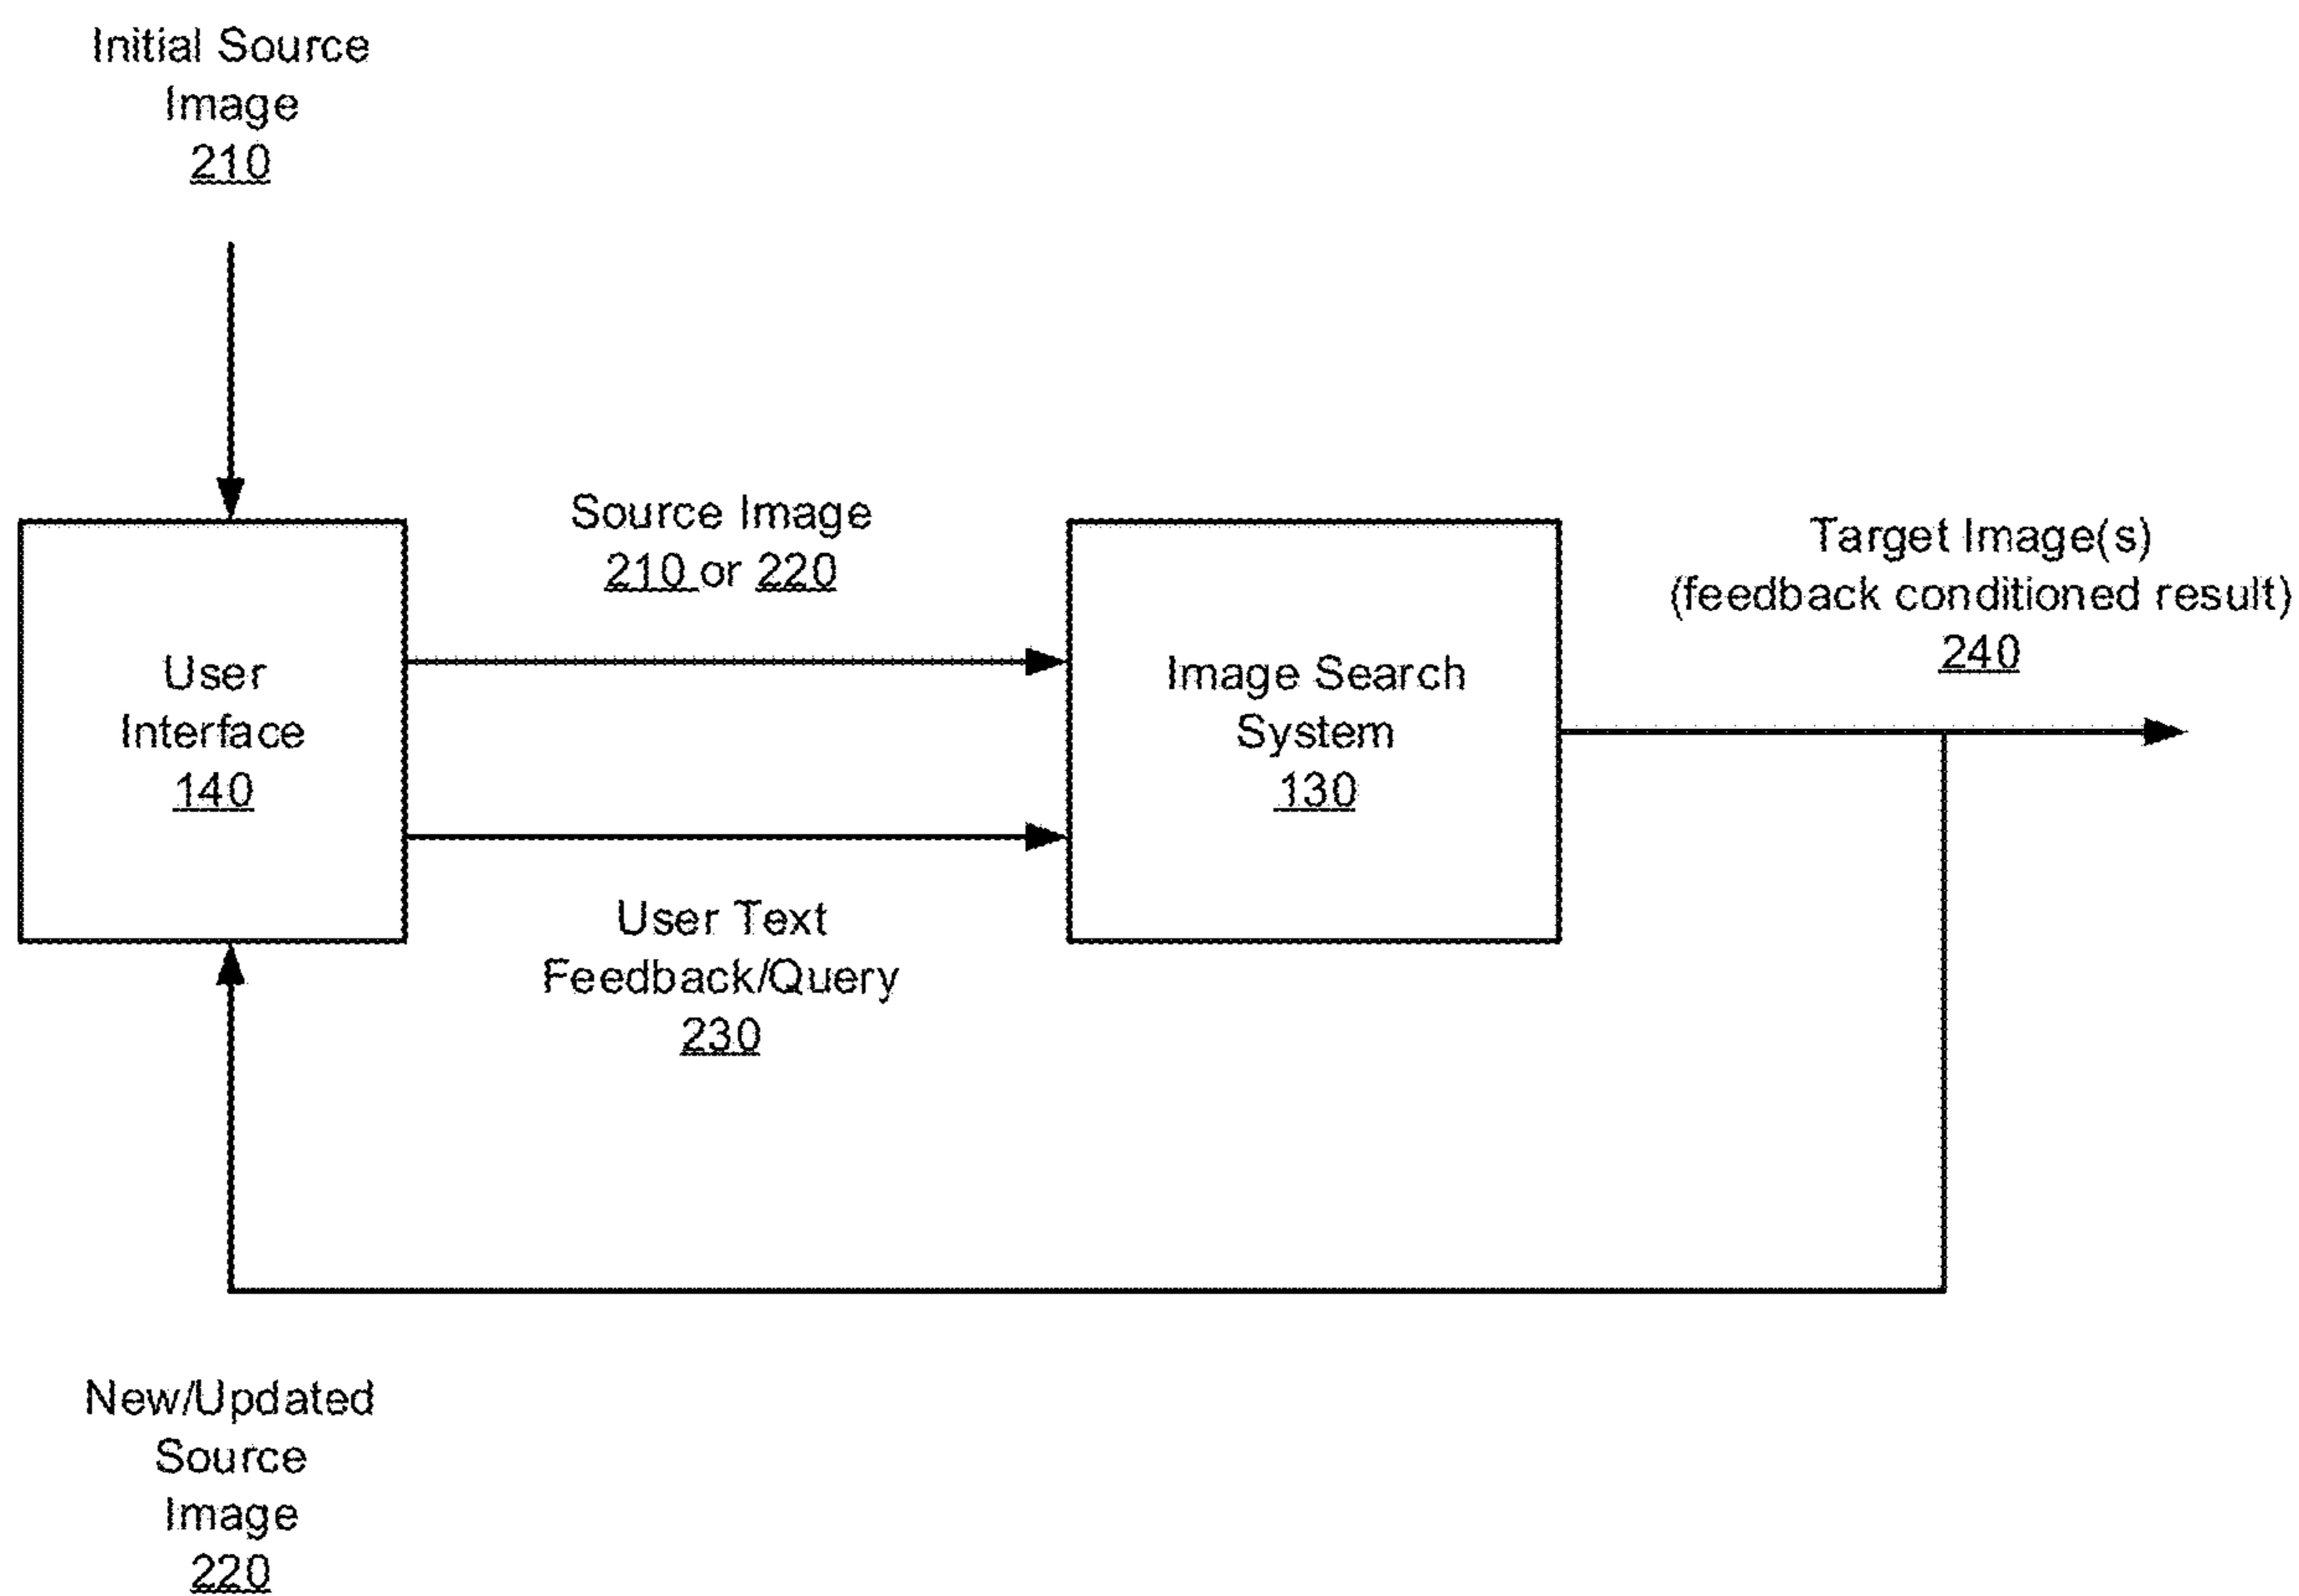 Initial Source
Image
210
Source Image
210 or 220
Target Image(s)
(feedback conditioned result)
240
User
Interface
140
Image Search
System
130
User Text
Feedback/Query
230
New/Updated
Source
Image
220